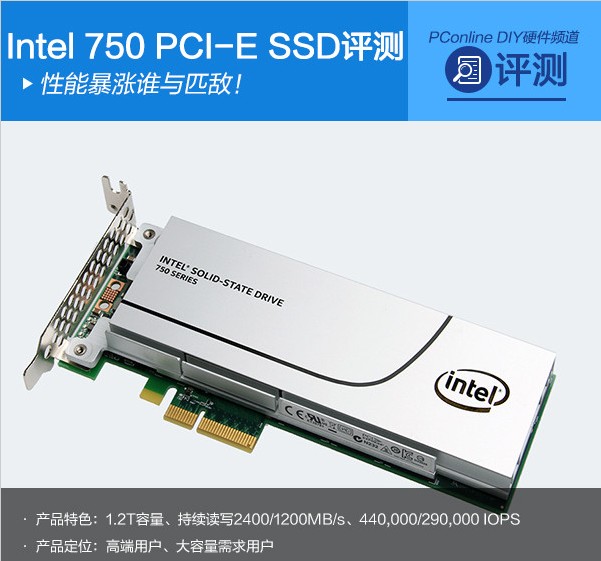 Intel 750 PCI-E SSD评测
性能暴涨谁与匹敌!
PConline DIY硬件频道
评测
INTEL® SOLID-STATE DRIVE
750 SERIES
intel
· 产品特色：1.2T容量、持续读写2400/1200MB/s、440,000/290,000 IOPS
· 产品定位：高端用户、大容量需求用户